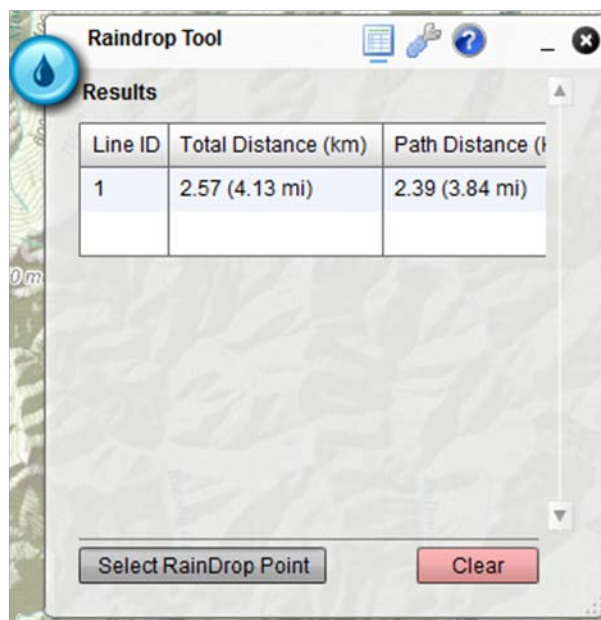 Raindrop Tool
Results
Line ID Total Distance (km) Path Distance (
1 2.57 (4.13 mi) 2.39 (3.84 mi)
0 m
Select RainDrop Point Clear